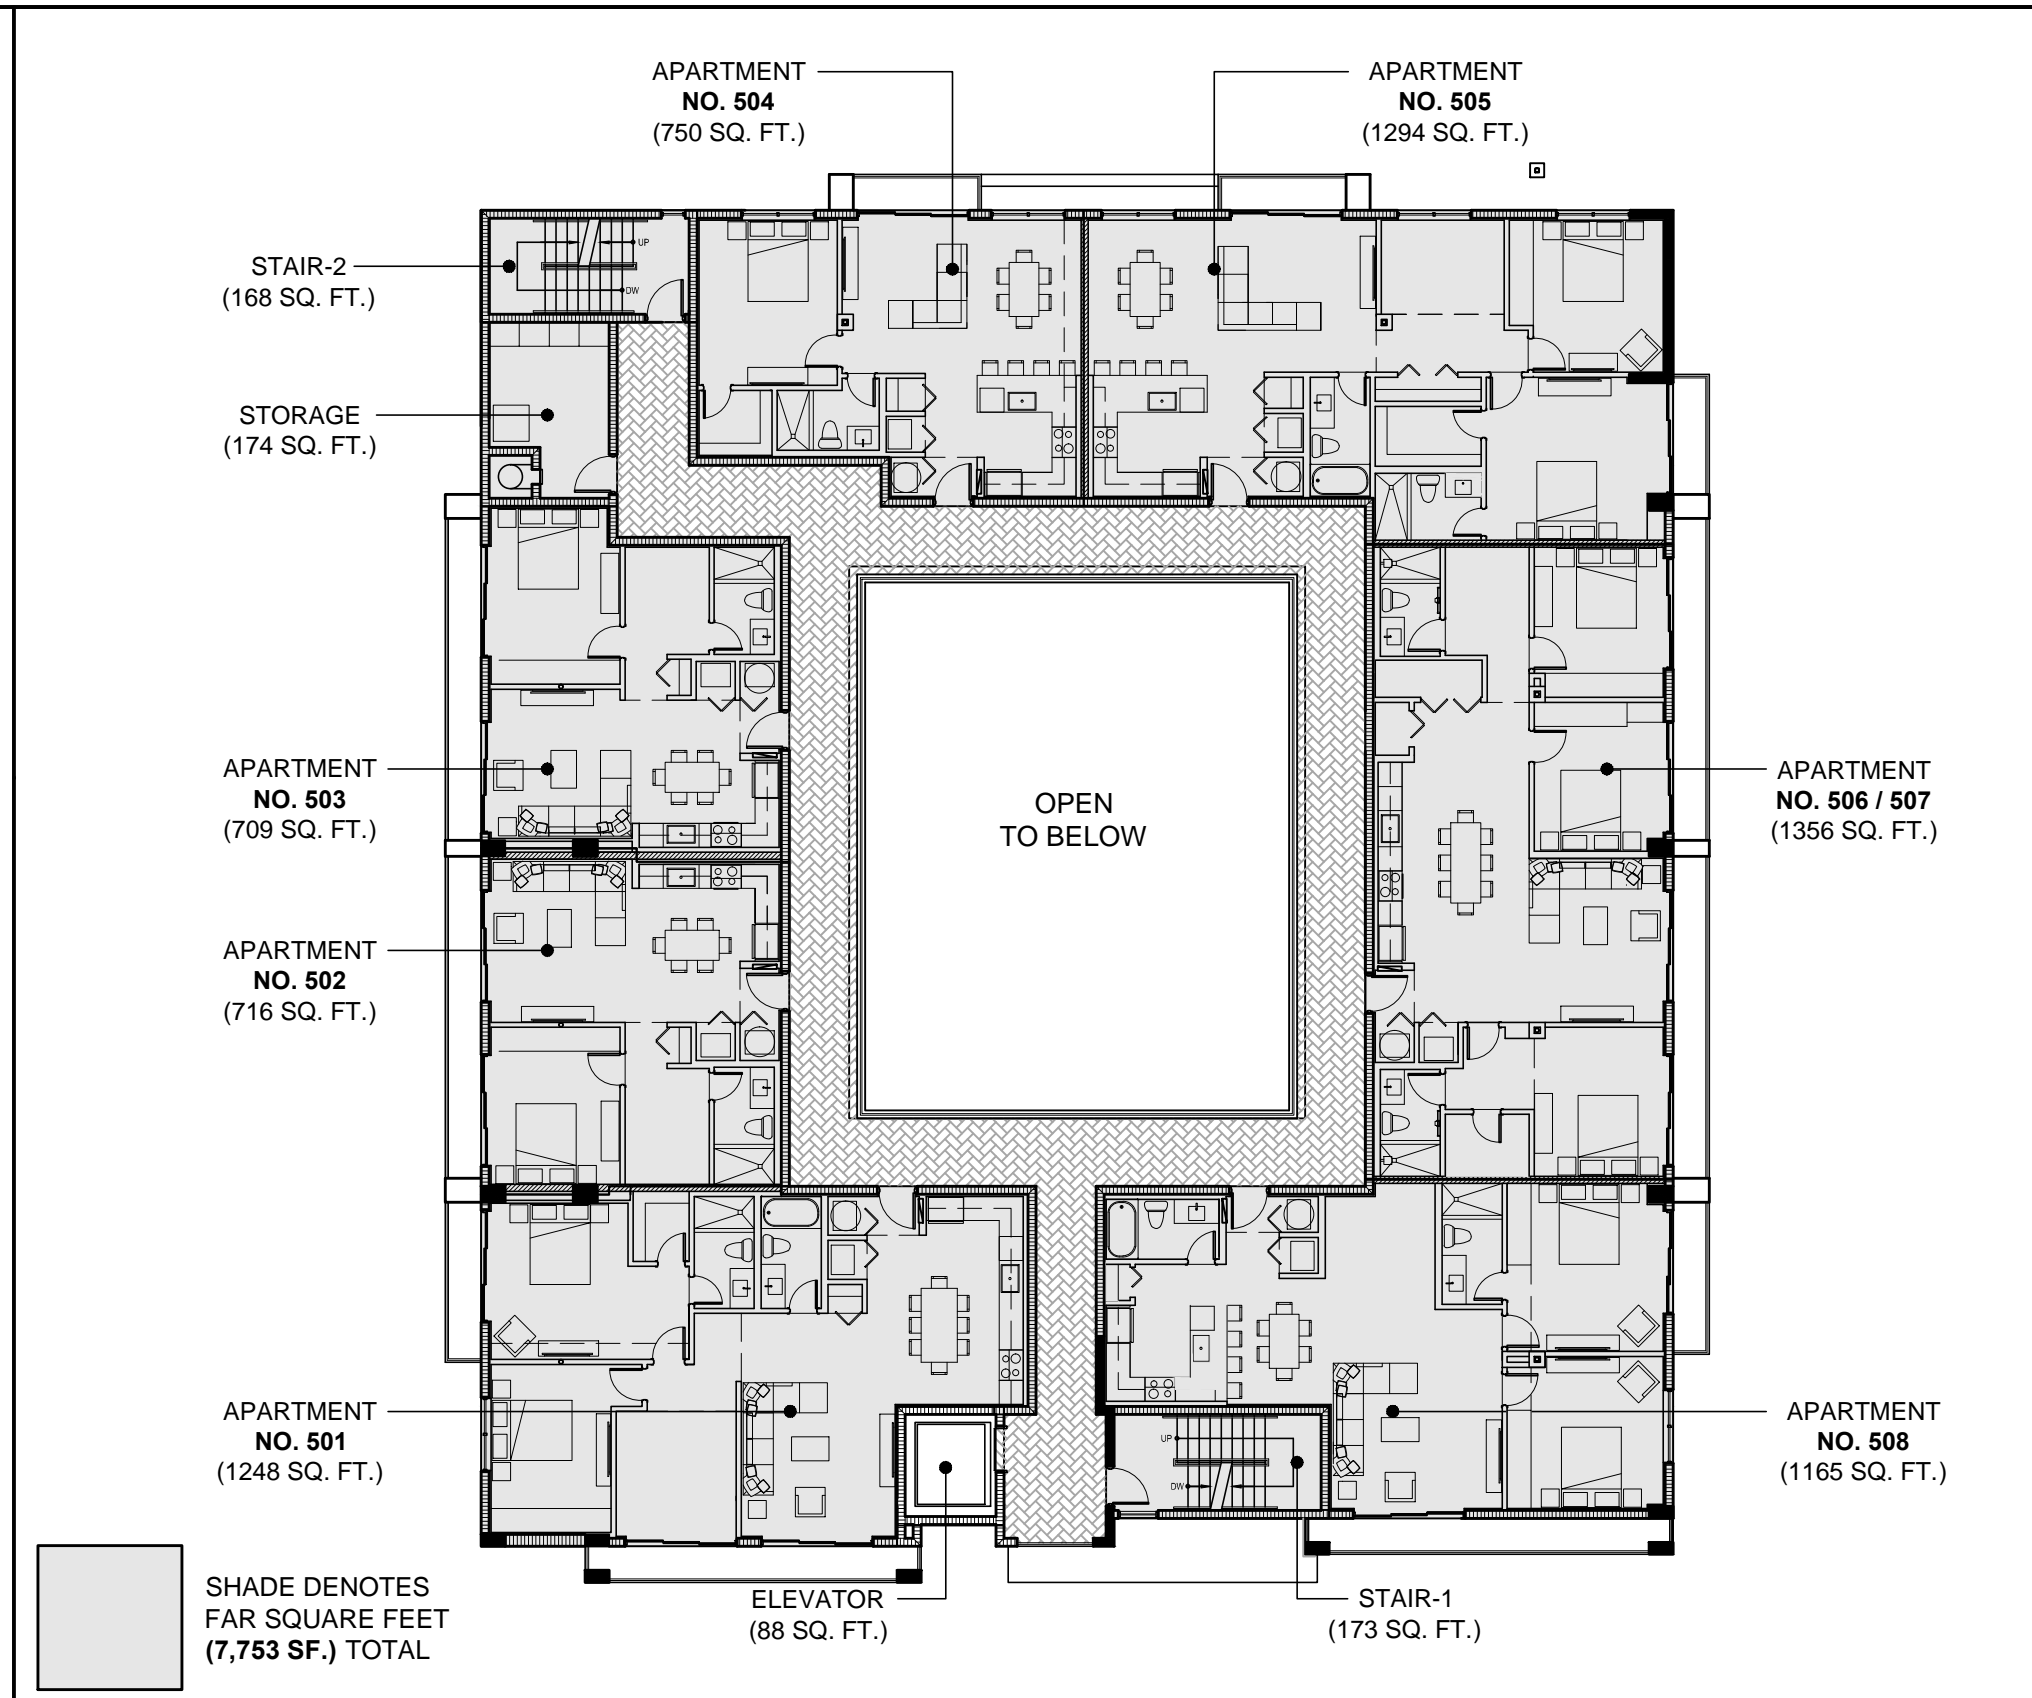 APARTMENT
NO. 504
(750 SQ. FT.)
APARTMENT
NO. 505
(1294 SQ. FT.)
STAIR-2
(168 SQ. FT.)
UP
DW
STORAGE
(174 SQ. FT.)
APARTMENT
NO. 503
(709 SQ. FT.)
OPEN
TO BELOW
APARTMENT
NO. 506 / 507
(1356 SQ. FT.)
APARTMENT
NO. 502
(716 SQ. FT.)
APARTMENT
NO. 501
(1248 SQ. FT.)
UP
DW
APARTMENT
NO. 508
(1165 SQ. FT.)
SHADE DENOTES
FAR SQUARE FEET
(7,753 SF.) TOTAL
ELEVATOR
(88 SQ. FT.)
STAIR-1
(173 SQ. FT.)